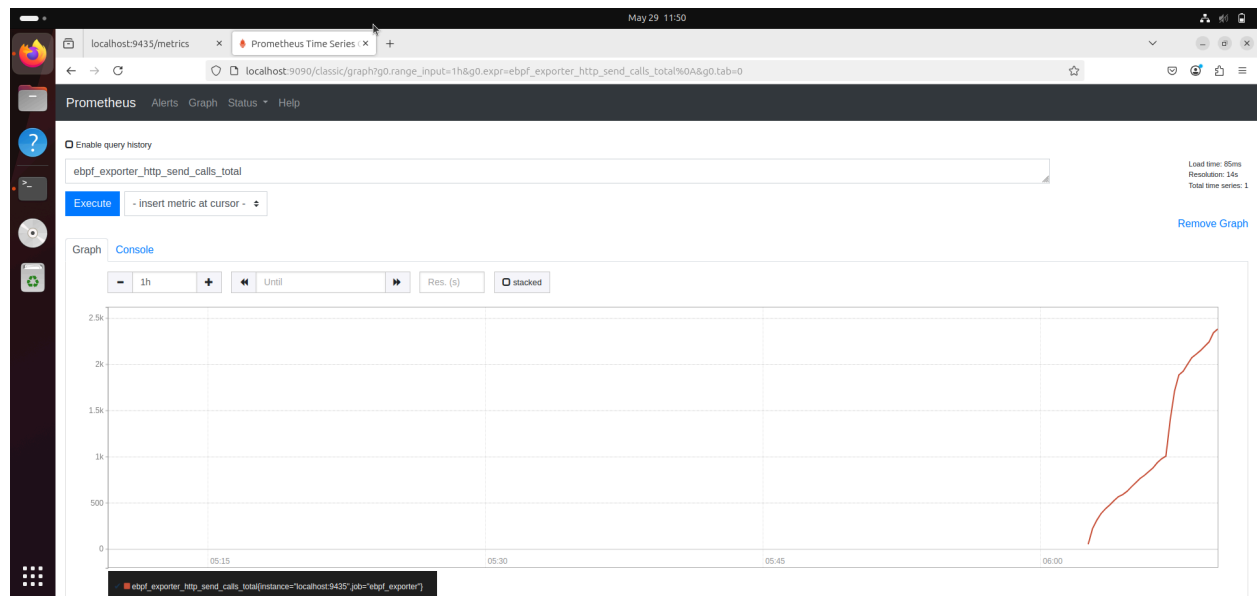 May 29 11:50
localhost:9435/metrics
Prometheus Time Series
localhost:9090/classic/graph?g0.range_input=1h&g0.expr=ebpf_exporter_http_send_calls_total%0A&g0.tab=0
Prometheus Alerts Graph Status Help
Enable query history
ebpf_exporter_http_send_calls_total
Load time: 85ms
Resolution: 14s
Total time series: 1
Execute - insert metric at cursor -
Remove Graph
Graph Console
1h Until Res. (s) stacked
2.5k
2k
1.5k
1k
500
0
05:15 05:30 05:45 06:00
ebpf_exporter_http_send_calls_total{instance="localhost:9435",job="ebpf_exporter"}